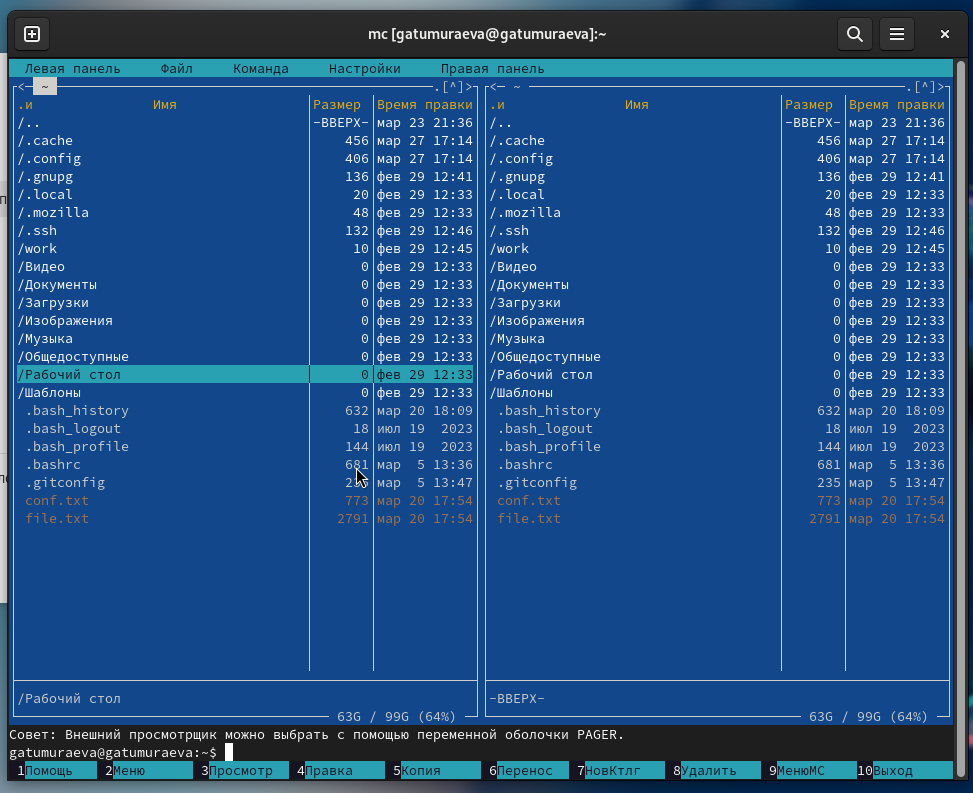 mc [gatumuraeva@gatumuraeva]:~
Левая панель Файл Команда Настройки Правая панель
<- ~ .[^]> <- ~ .[^]>
.и Имя Размер Время правки .и Имя Размер Время правки
/.. -ВВЕРХ- мар 23 21:36 /.. -ВВЕРХ- мар 23 21:36
/.cache 456 мар 27 17:14 /.cache 456 мар 27 17:14
/.config 406 мар 27 17:14 /.config 406 мар 27 17:14
/.gnupg 136 фев 29 12:41 /.gnupg 136 фев 29 12:41
/.local 20 фев 29 12:33 /.local 20 фев 29 12:33
/.mozilla 48 фев 29 12:33 /.mozilla 48 фев 29 12:33
/.ssh 132 фев 29 12:46 /.ssh 132 фев 29 12:46
/work 10 фев 29 12:45 /work 10 фев 29 12:45
/Видео 0 фев 29 12:33 /Видео 0 фев 29 12:33
/Документы 0 фев 29 12:33 /Документы 0 фев 29 12:33
/Загрузки 0 фев 29 12:33 /Загрузки 0 фев 29 12:33
/Изображения 0 фев 29 12:33 /Изображения 0 фев 29 12:33
/Музыка 0 фев 29 12:33 /Музыка 0 фев 29 12:33
/Общедоступные 0 фев 29 12:33 /Общедоступные 0 фев 29 12:33
/Рабочий стол 0 фев 29 12:33 /Рабочий стол 0 фев 29 12:33
/Шаблоны 0 фев 29 12:33 /Шаблоны 0 фев 29 12:33
.bash_history 632 мар 20 18:09 .bash_history 632 мар 20 18:09
.bash_logout 18 июл 19 2023 .bash_logout 18 июл 19 2023
.bash_profile 144 июл 19 2023 .bash_profile 144 июл 19 2023
.bashrc 681 мар 5 13:36 .bashrc 681 мар 5 13:36
.gitconfig 235 мар 5 13:47 .gitconfig 235 мар 5 13:47
conf.txt 773 мар 20 17:54 conf.txt 773 мар 20 17:54
file.txt 2791 мар 20 17:54 file.txt 2791 мар 20 17:54
/Рабочий стол -ВВЕРХ-
63G / 99G (64%) 63G / 99G (64%)
Совет: Внешний просмотрщик можно выбрать с помощью переменной оболочки PAGER.
gatumuraeva@gatumuraeva:~$
1Помощь 2Меню 3Просмотр 4Правка 5Копия 6Перенос 7НовКтлг 8Удалить 9МенюМС 10Выход